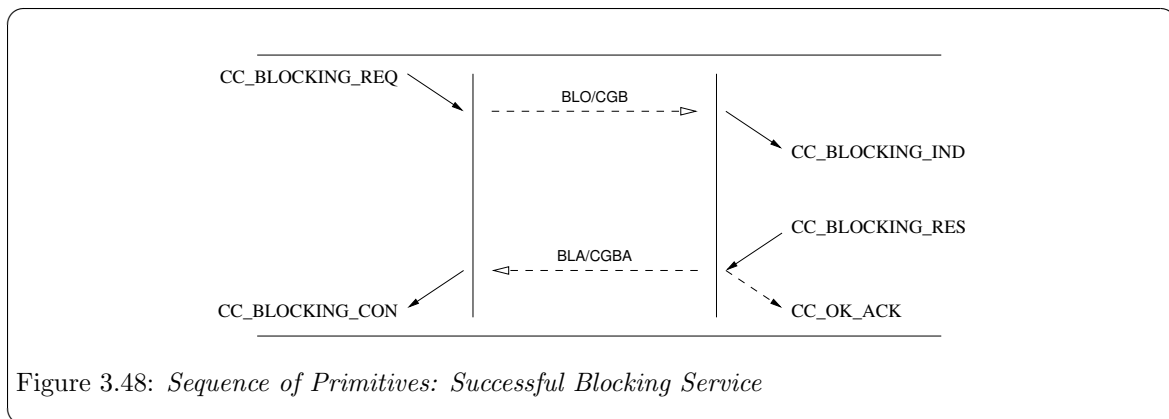 CC_BLOCKING_REQ
BLO/CGB
CC_BLOCKING_IND
CC_BLOCKING_RES
BLA/CGBA
CC_BLOCKING_CON
CC_OK_ACK
Figure 3.48: Sequence of Primitives: Successful Blocking Service